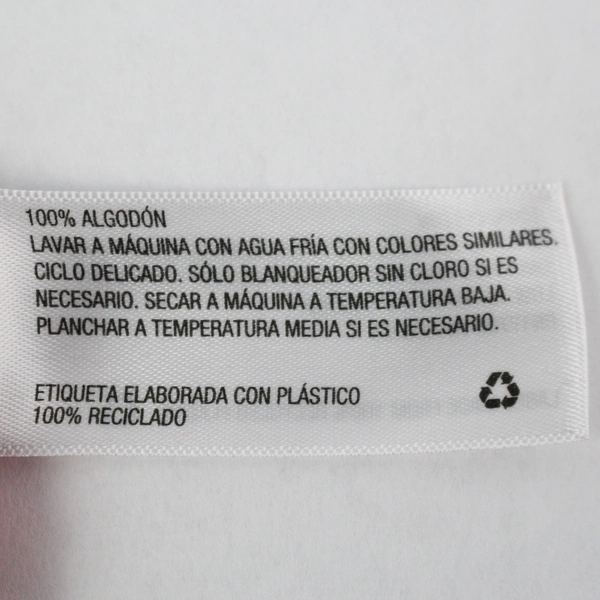 100% ALGODÓN
LAVAR A MÁQUINA CON AGUA FRÍA CON COLORES SIMILARES.
CICLO DELICADO. SÓLO BLANQUEADOR SIN CLORO SI ES
NECESARIO. SECAR A MÁQUINA A TEMPERATURA BAJA.
PLANCHAR A TEMPERATURA MEDIA SI ES NECESARIO.
ETIQUETA ELABORADA CON PLÁSTICO
100% RECICLADO